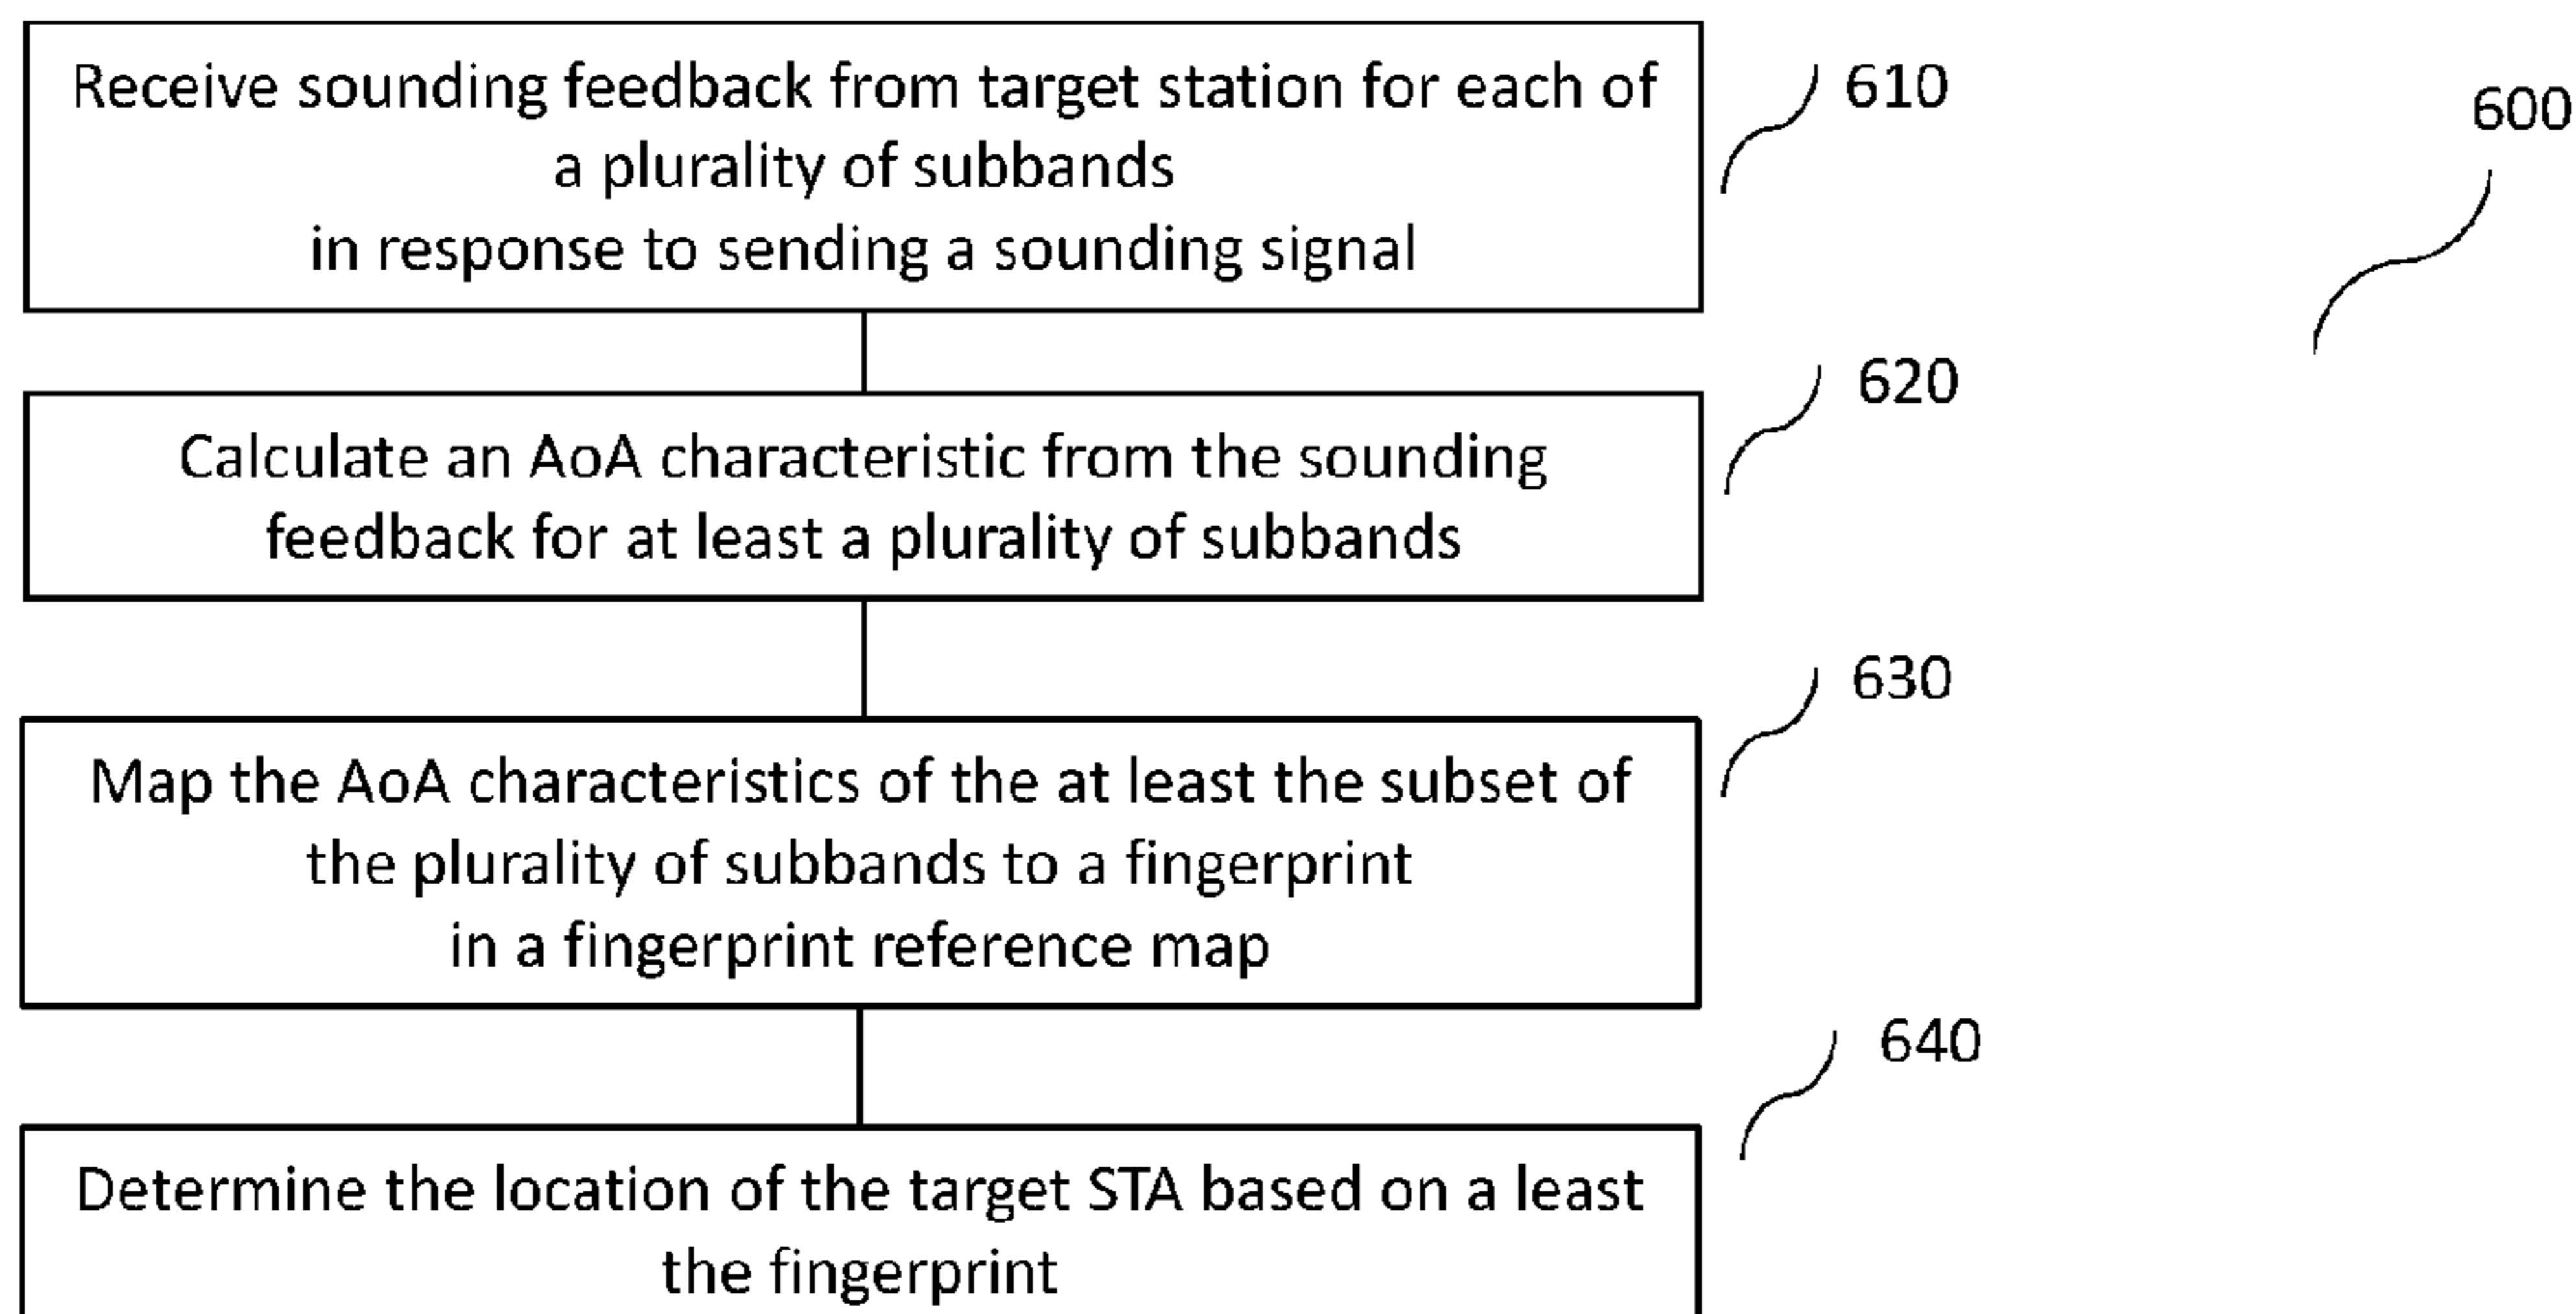 Receive sounding feedback from target station for each of
a plurality of subbands
in response to sending a sounding signal
610
600
Calculate an AoA characteristic from the sounding
feedback for at least a plurality of subbands
620
Map the AoA characteristics of the at least the subset of
the plurality of subbands to a fingerprint
in a fingerprint reference map
630
Determine the location of the target STA based on a least
the fingerprint
640